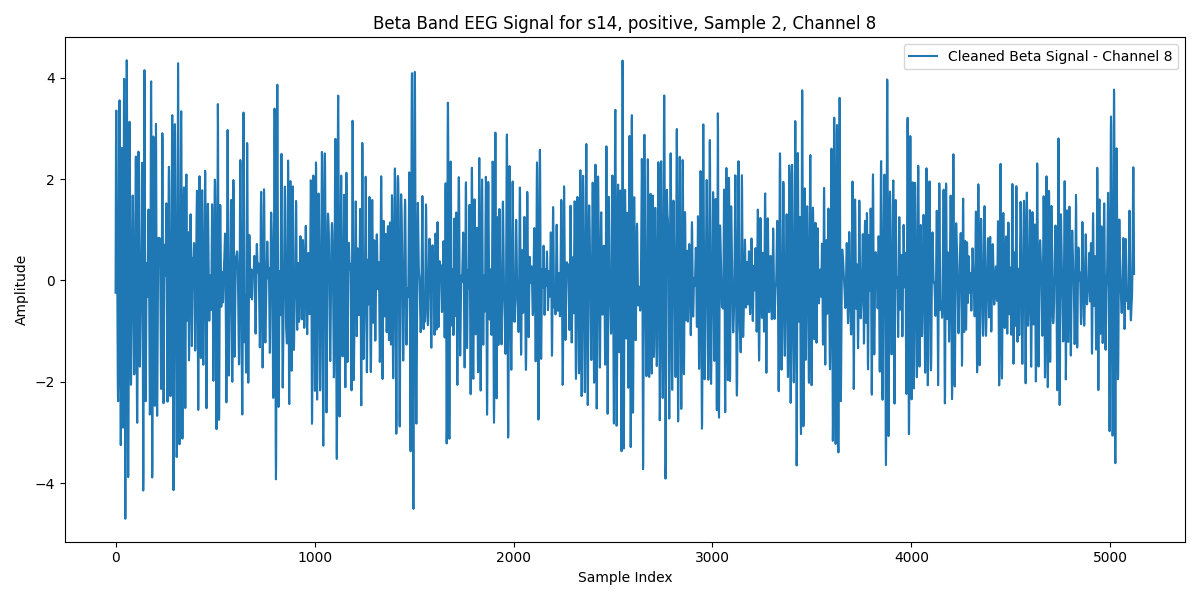 Beta Band EEG Signal for s14, positive, Sample 2, Channel 8
Cleaned Beta Signal - Channel 8
Amplitude
4
2
0
−2
−4
0
1000
2000
3000
4000
5000
Sample Index